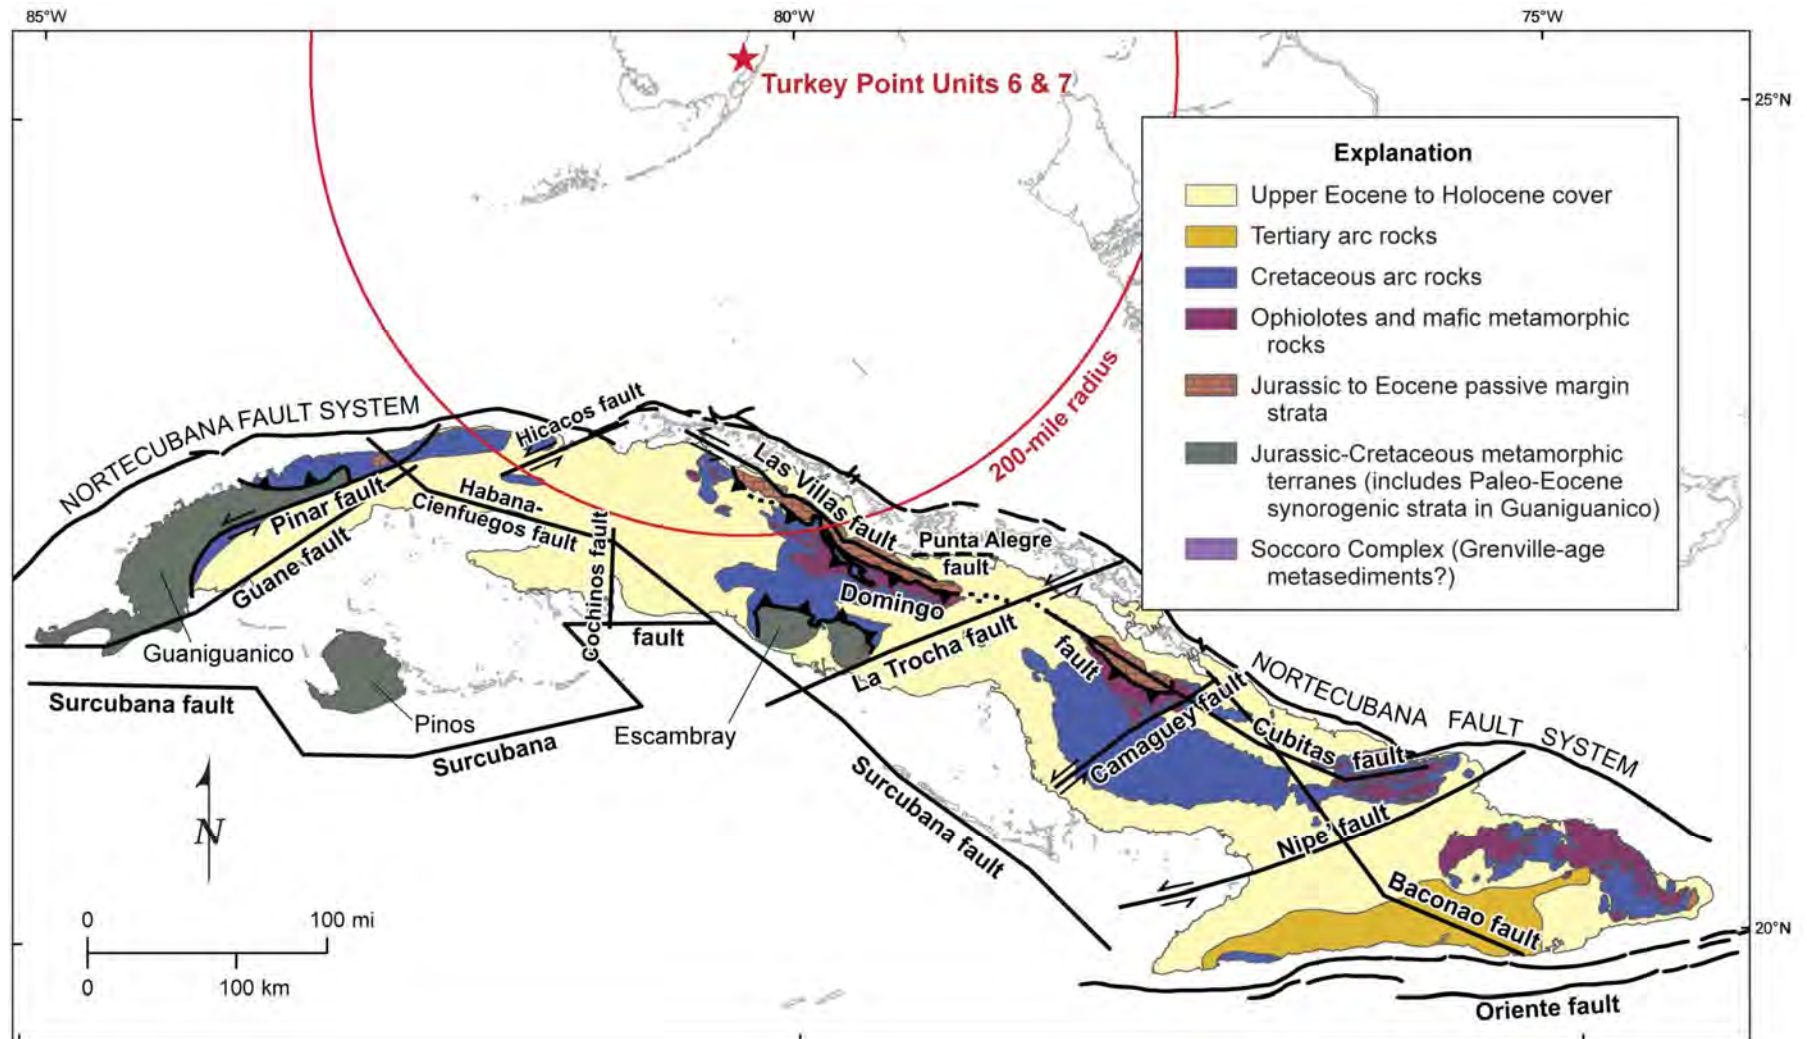 85°W
80°W
75°W
25°N
20°N
Turkey Point Units 6 & 7
200-mile radius
Explanation
Upper Eocene to Holocene cover
Tertiary arc rocks
Cretaceous arc rocks
Ophiolotes and mafic metamorphic
rocks
Jurassic to Eocene passive margin
strata
Jurassic-Cretaceous metamorphic
terranes (includes Paleo-Eocene
synorogenic strata in Guaniguanico)
Soccoro Complex (Grenville-age
metasediments?)
NORTECUBANA FAULT SYSTEM
Hicacos fault
Las Villas fault
Pinar fault
Habana-
Cienfuegos fault
Guane fault
Cochinos fault
Punta Alegre
fault
Domingo
fault
La Trocha fault
fault
Guaniguanico
Surcubana fault
Pinos
Surcubana
Escambray
Surcubana fault
Camaguey fault
Cubitas fault
NORTECUBANA FAULT SYSTEM
Nipe fault
Baconao fault
Oriente fault
N
0 100 mi
0 100 km